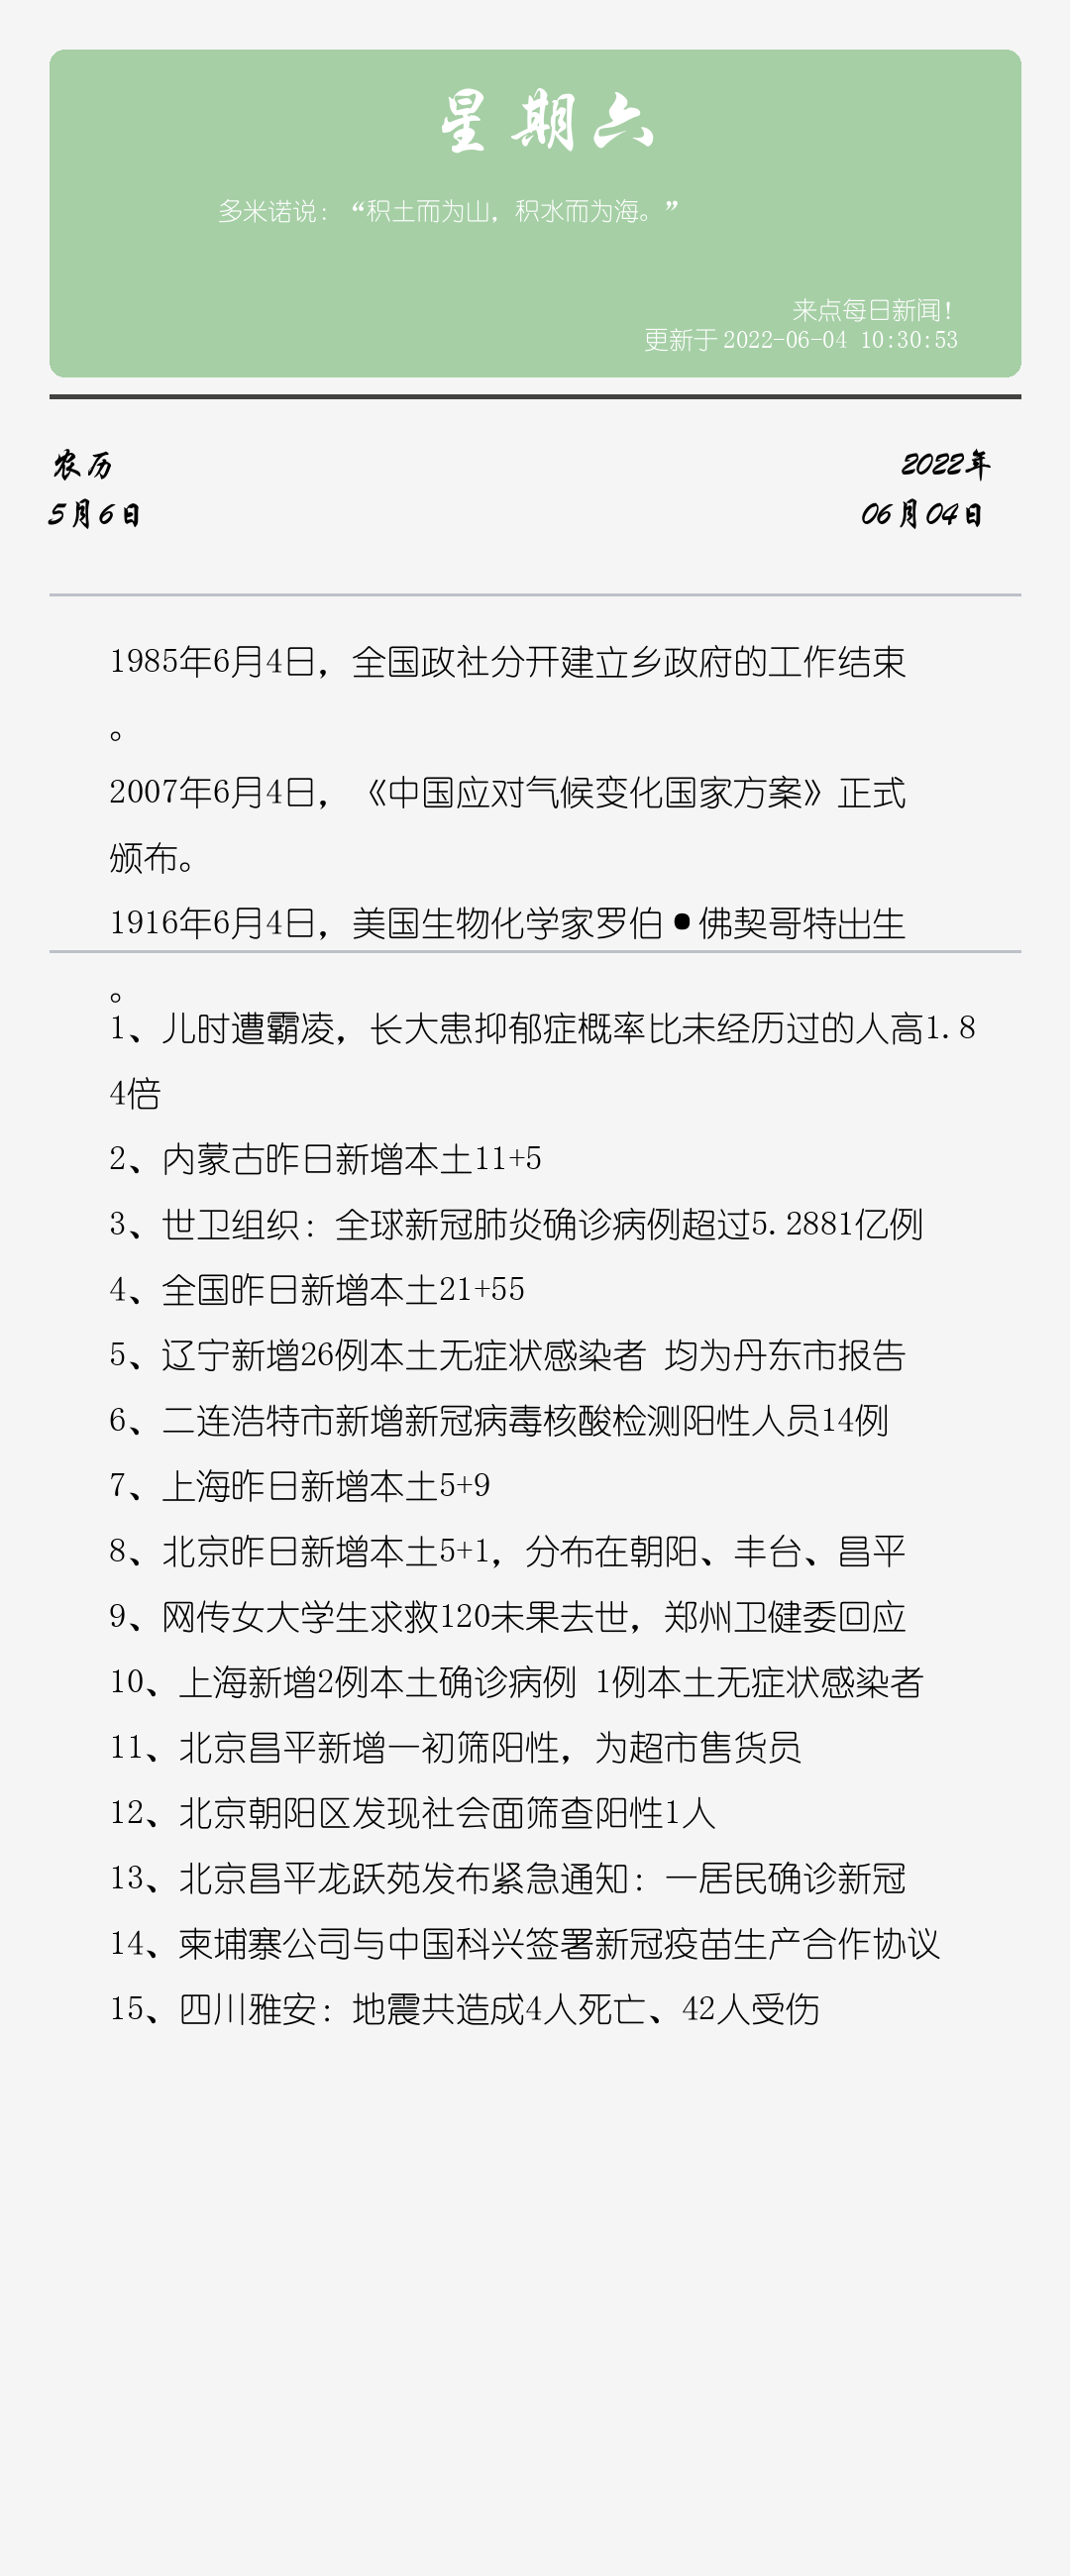 星期六
多米诺说：“积土而为山，积水而为海。”
来点每日新闻！
更新于 2022-06-04 10:30:53
农历
2022年
5月6日
06月04日
1985年6月4日，全国政社分开建立乡政府的工作结束
。
2007年6月4日，《中国应对气候变化国家方案》正式
颁布。
1916年6月4日，美国生物化学家罗伯•佛契哥特出生
。
1、儿时遭霸凌，长大患抑郁症概率比未经历过的人高1.8
4倍
2、内蒙古昨日新增本土11+5
3、世卫组织：全球新冠肺炎确诊病例超过5.2881亿例
4、全国昨日新增本土21+55
5、辽宁新增26例本土无症状感染者 均为丹东市报告
6、二连浩特市新增新冠病毒核酸检测阳性人员14例
7、上海昨日新增本土5+9
8、北京昨日新增本土5+1，分布在朝阳、丰台、昌平
9、网传女大学生求救120未果去世，郑州卫健委回应
10、上海新增2例本土确诊病例 1例本土无症状感染者
11、北京昌平新增一初筛阳性，为超市售货员
12、北京朝阳区发现社会面筛查阳性1人
13、北京昌平龙跃苑发布紧急通知：一居民确诊新冠
14、柬埔寨公司与中国科兴签署新冠疫苗生产合作协议
15、四川雅安：地震共造成4人死亡、42人受伤